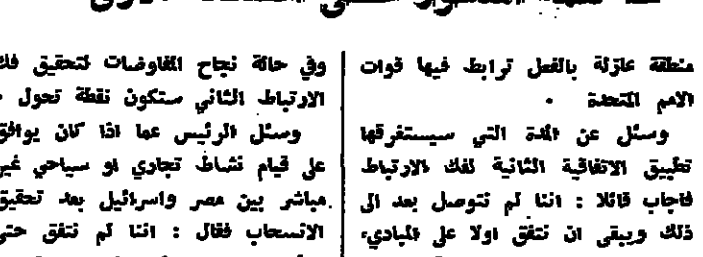 منطقة عازلة بالفعل ترابط فيها قوات
الامم المتحدة .
وسئل عن المدة التي سيستغرقها
تطبيق الاتفاقية الثانية لفك الارتباط
فاجاب قائلا : اننا لم نتوصل بعد الى
ذلك ويبقى ان نتفق اولا على المباديء
وفي حالة نجاح المفاوضات لتحقيق فك
الارتباط الثاني ستكون نقطة تحول
وسئل الرئيس عما اذا كان يوافق
على قيام نشاط تجاري او سياحي غير
مباشر بين مصر واسرائيل بعد تحقيق
الانسحاب فقال : اننا لم نتفق حتى